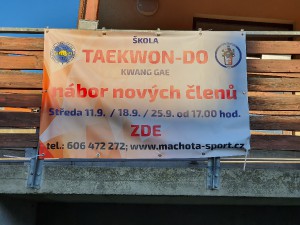 ŠKOLA
TAEKWON-DO
KWANG GAE
nábor nových členů
Středa 11.9. / 18.9. / 25.9. od 17.00 hod.
ZDE
tel.: 606 472 272; www.machota-sport.cz